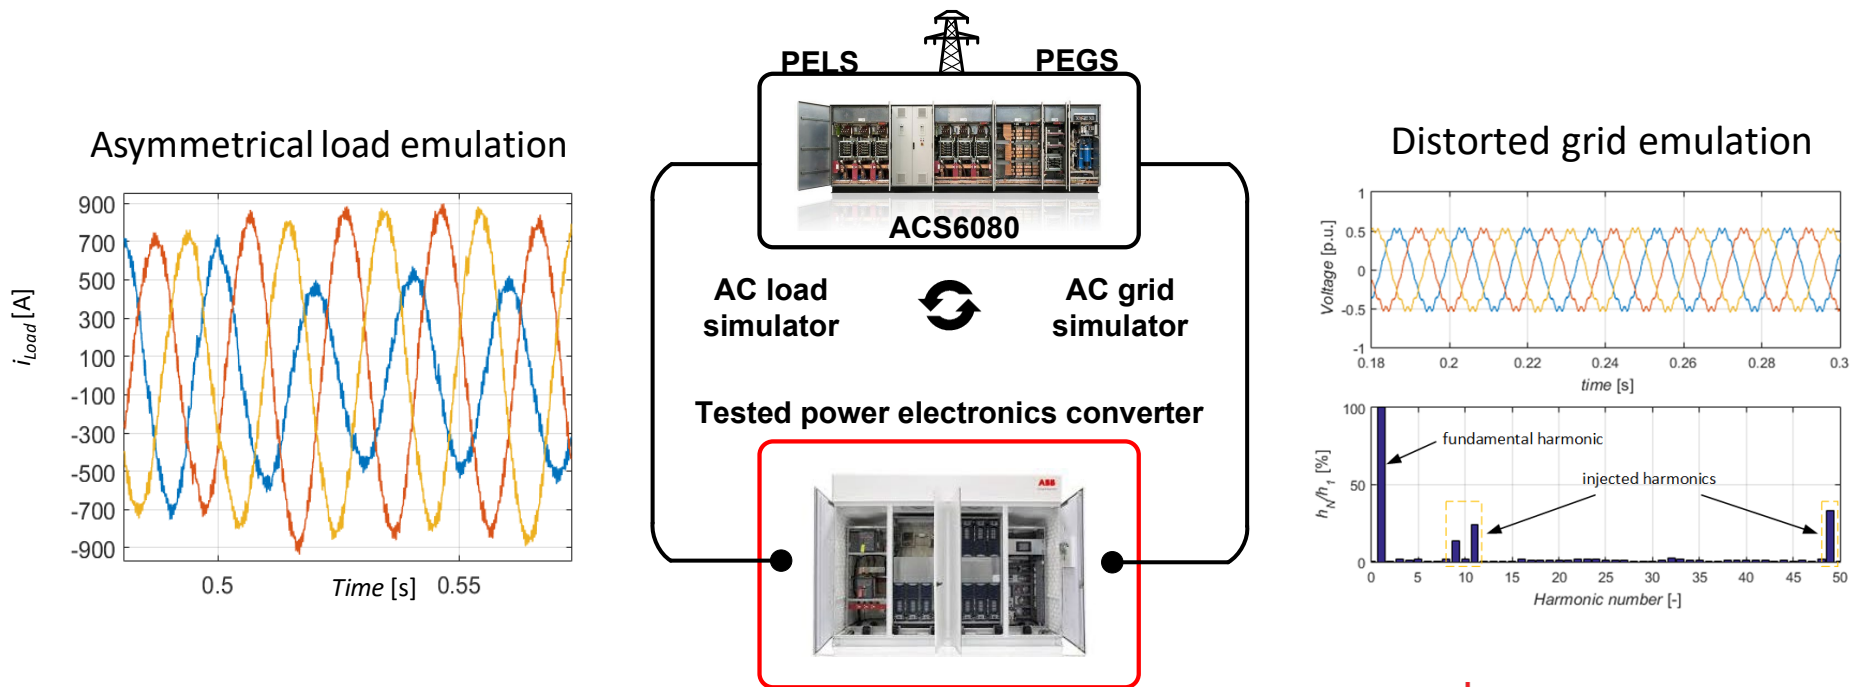 PELS
PEGS
ACS6080
Asymmetrical load emulation
900
700
500
300
100
-100
-300
-500
-700
-900
i_Load [A]
0.5
Time [s]
0.55
AC load
simulator
AC grid
simulator
Tested power electronics converter
ABB
Distorted grid emulation
1
0.5
0
-0.5
-1
Voltage [p.u.]
0.18
0.2
0.22
0.24
0.26
0.28
0.3
time [s]
100
50
0
h_N/h_1 [%]
fundamental harmonic
injected harmonics
0
5
10
15
20
25
30
35
40
45
50
Harmonic number [-]